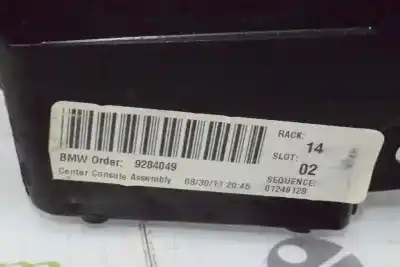 RACK: 14
SLOT: 02
BMW Order: 9284049
Center Console Assembly 08/30/11 20:45
SEQUENCE:
01249128